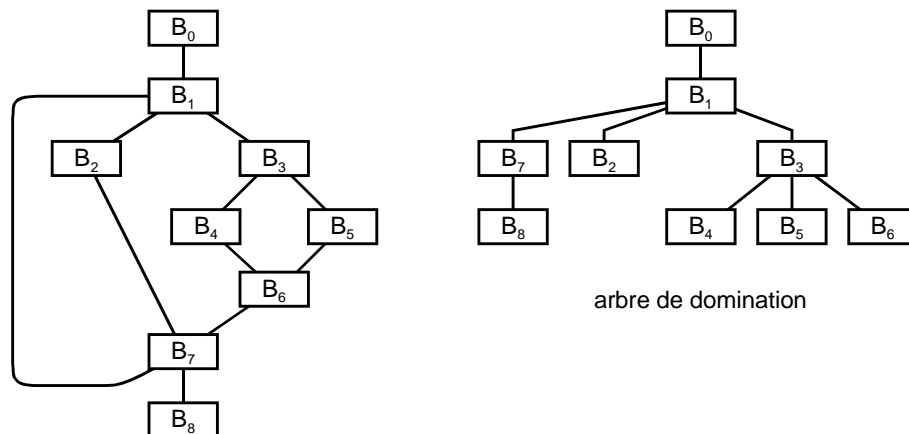 B₀
B₁
B₂ B₃
B₄ B₅
B₆
B₇
B₈
B₀
B₁
B₇ B₂ B₃
B₈ B₄ B₅ B₆
arbre de domination